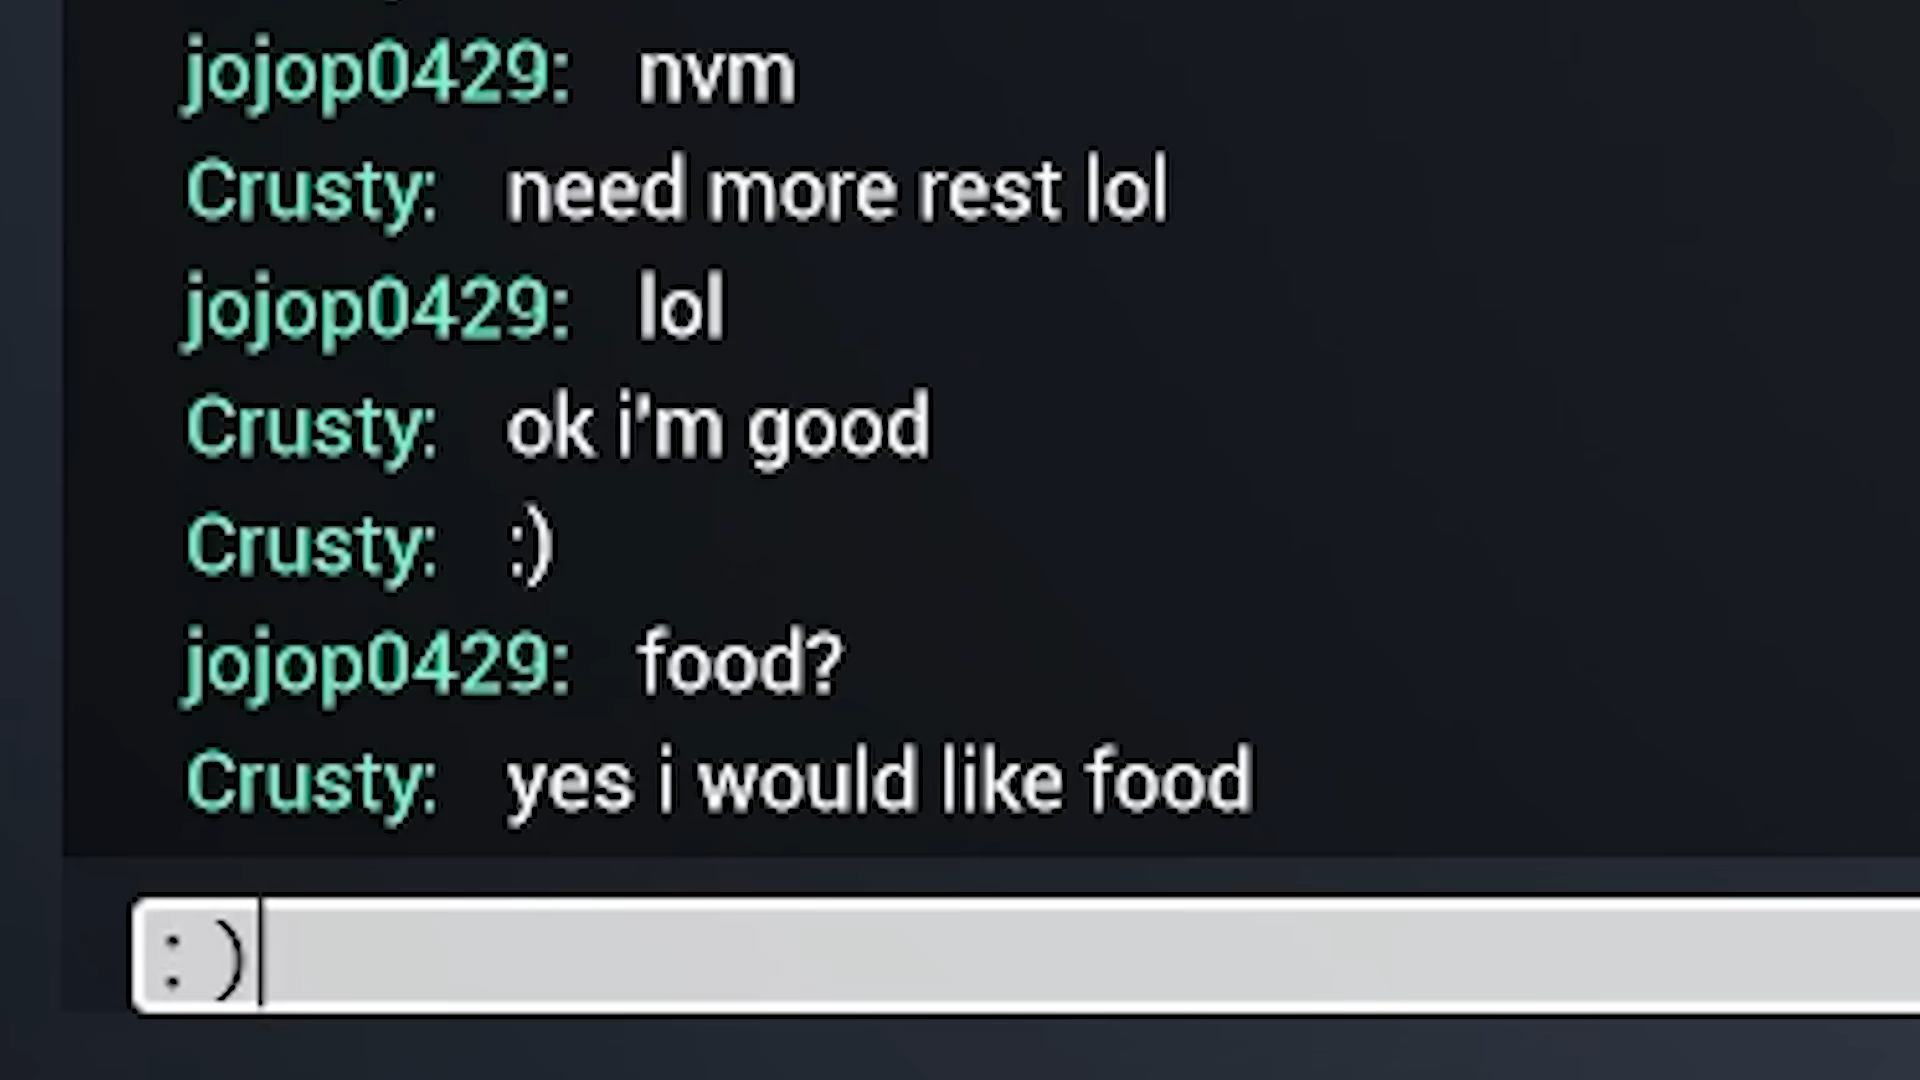 jojop0429: nvm
Crusty: need more rest lol
jojop0429: lol
Crusty: ok i'm good
Crusty: :)
jojop0429: food?
Crusty: yes i would like food
:)